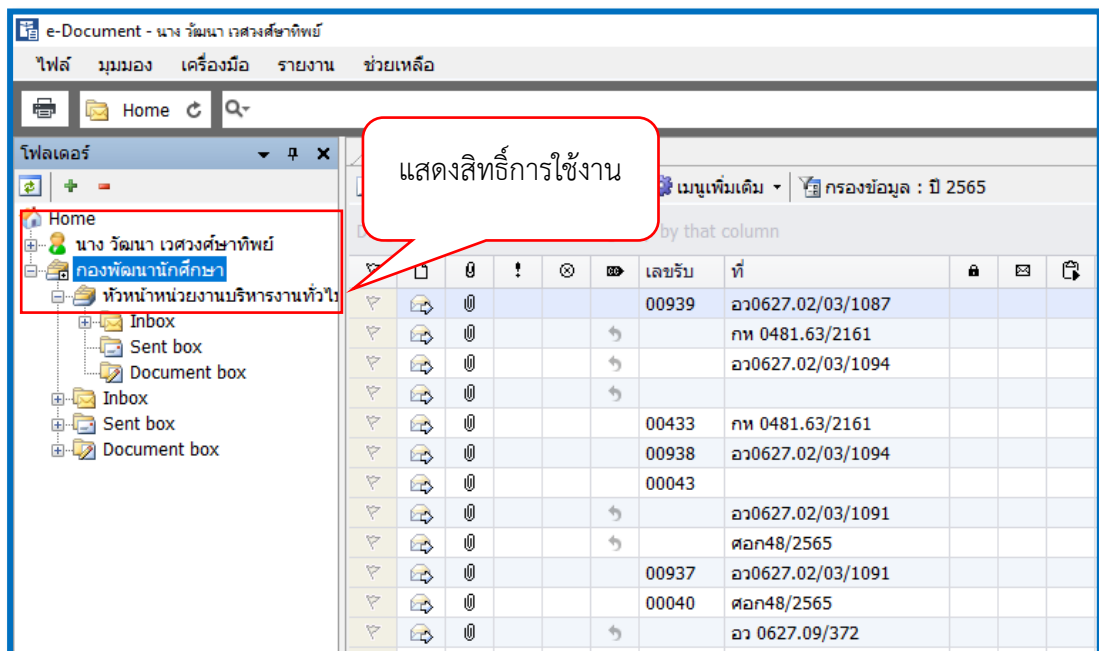 e-Document - นาง วัฒนา เวศวงศ์ษาทิพย์
ไฟล์ มุมมอง เครื่องมือ รายงาน ช่วยเหลือ
Home
โฟลเดอร์
แสดงสิทธิ์การใช้งาน
เมนูเพิ่มเติม กรองข้อมูล : ปี 2565
by that column
Home
นาง วัฒนา เวศวงศ์ษาทิพย์
กองพัฒนานักศึกษา
หัวหน้าหน่วยงานบริหารงานทั่วไป
Inbox
Sent box
Document box
Inbox
Sent box
Document box
เลขรับ ที่
00939 อว0627.02/03/1087
กห 0481.63/2161
อว0627.02/03/1094
00433 กห 0481.63/2161
00938 อว0627.02/03/1094
00043
อว0627.02/03/1091
ศอก48/2565
00937 อว0627.02/03/1091
00040 ศอก48/2565
อว 0627.09/372